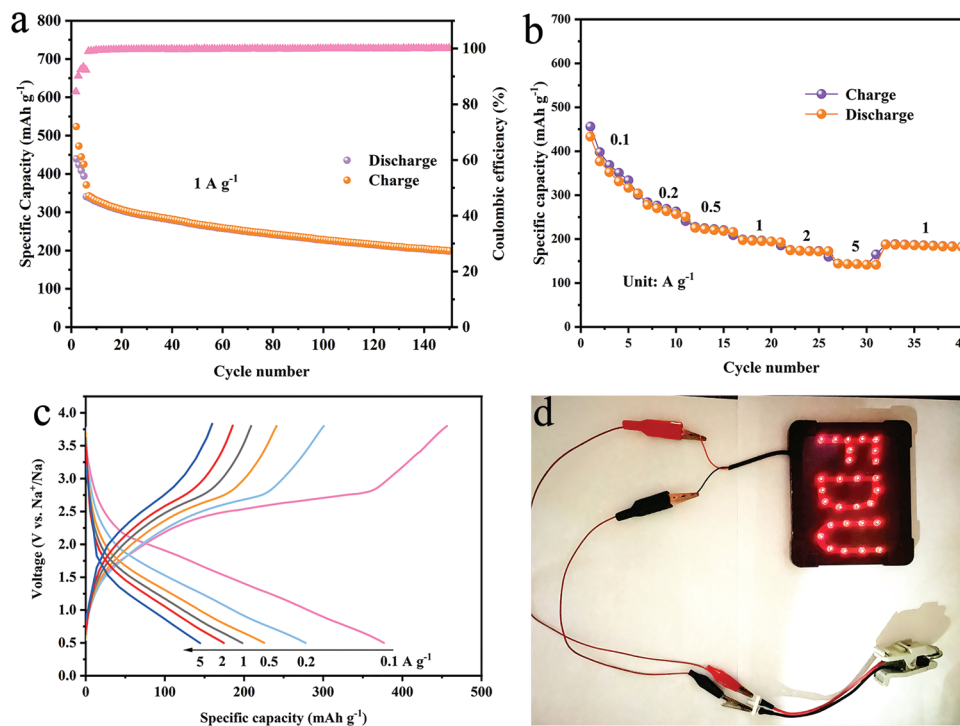 a
800
700
600
500
400
300
200
100
0
Specific Capacity (mAh g⁻¹)
100
80
60
40
20
0
Coulombic efficiency (%)
Discharge
Charge
1 A g⁻¹
0 20 40 60 80 100 120 140
Cycle number
b
700
600
500
400
300
200
100
0
Specific capacity (mAh g⁻¹)
Charge
Discharge
0.1
0.2
0.5
1
2
5
1
Unit: A g⁻¹
0 5 10 15 20 25 30 35 40
Cycle number
c
4.0
3.5
3.0
2.5
2.0
1.5
1.0
0.5
0.0
Voltage (V vs. Na⁺/Na)
5 2 1 0.5 0.2 0.1 A g⁻¹
0 100 200 300 400 500
Specific capacity (mAh g⁻¹)
d